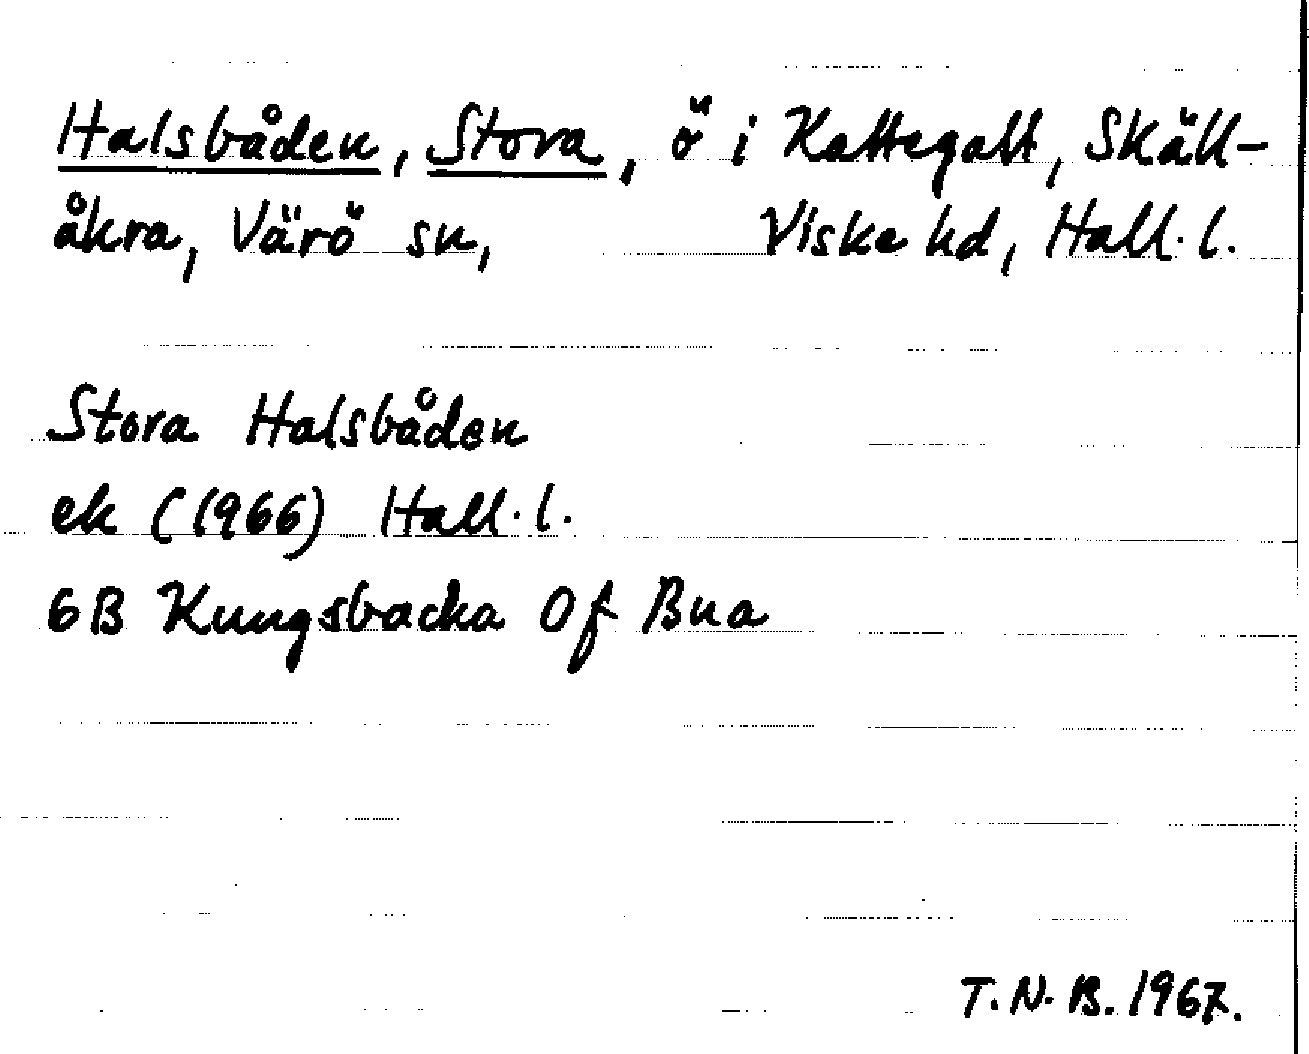 Halsbåden, Stora, ö i Kattegatt, Skäll-
åkra, Värö sn, Viske hd, Hall. l.
Stora Halsbåden
ek (1966) Hall. l.
6B Kungsbacka 0f Bua
T.N.B. 1967.